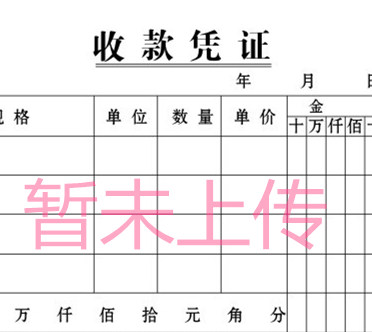 收款凭证
年 月 日
规格 单位 数量 单价 金
十 万 仟 佰 十
暂未上传
万 仟 佰 拾 元 角 分